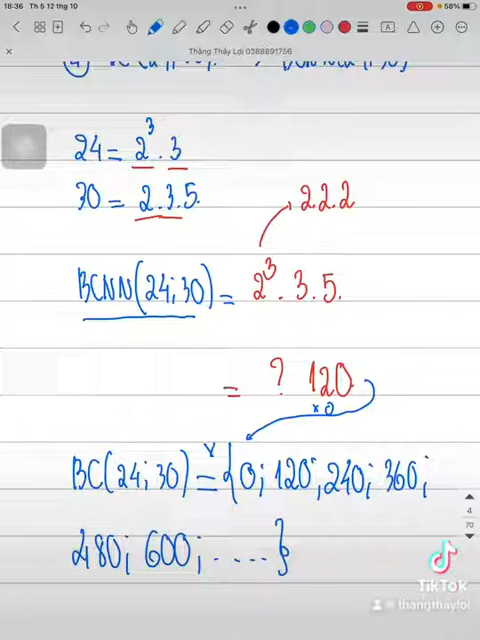 18:36 Th 5 12 thg 10 58%
Thắng Thầy Lợi 0388891756
24 = 2³ . 3
30 = 2.3.5.
2.2.2
BCNN(24; 30) = 2³. 3. 5.
= ? 120
x 0
BC(24; 30) = {0; 120; 240; 360;
480; 600; ....}
4
70
TikTok
@thangthayloi